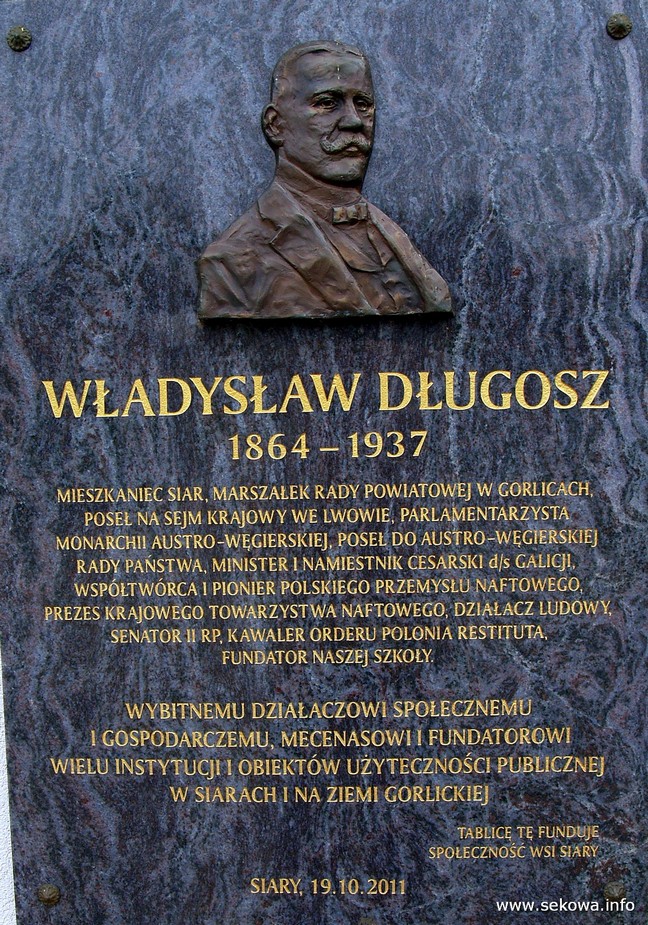 WŁADYSŁAW DŁUGOSZ
1864 – 1937
MIESZKANIEC SIAR, MARSZAŁEK RADY POWIATOWEJ W GORLICACH,
POSEŁ NA SEJM KRAJOWY WE LWOWIE, PARLAMENTARZYSTA
MONARCHII AUSTRO-WĘGIERSKIEJ, POSEŁ DO AUSTRO-WĘGIERSKIEJ
RADY PAŃSTWA, MINISTER I NAMIESTNIK CESARSKI d/s GALICJI,
WSPÓŁTWÓRCA I PIONIER POLSKIEGO PRZEMYSŁU NAFTOWEGO,
PREZES KRAJOWEGO TOWARZYSTWA NAFTOWEGO, DZIAŁACZ LUDOWY,
SENATOR II RP, KAWALER ORDERU POLONIA RESTITUTA,
FUNDATOR NASZEJ SZKOŁY.
WYBITNEMU DZIAŁACZOWI SPOŁECZNEMU
I GOSPODARCZEMU, MECENASOWI I FUNDATOROWI
WIELU INSTYTUCJI I OBIEKTÓW UŻYTECZNOŚCI PUBLICZNEJ
W SIARACH I NA ZIEMI GORLICKIEJ
TABLICĘ TĘ FUNDUJE
SPOŁECZNOŚĆ WSI SIARY
SIARY, 19.10.2011
www.sekowa.info